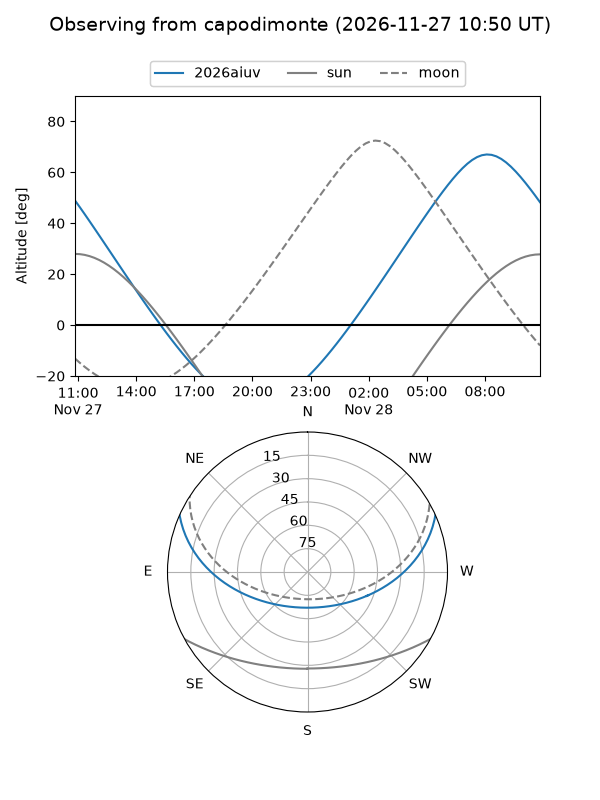 Observing from capodimonte (2026-11-27 10:50 UT)
2026aiuv sun moon
Altitude [deg]
80
60
40
20
0
−20
11:00 14:00 17:00 20:00 23:00 02:00 05:00 08:00
Nov 27 Nov 28
N
NE NW
15
30
45
60
75
E W
SE SW
S